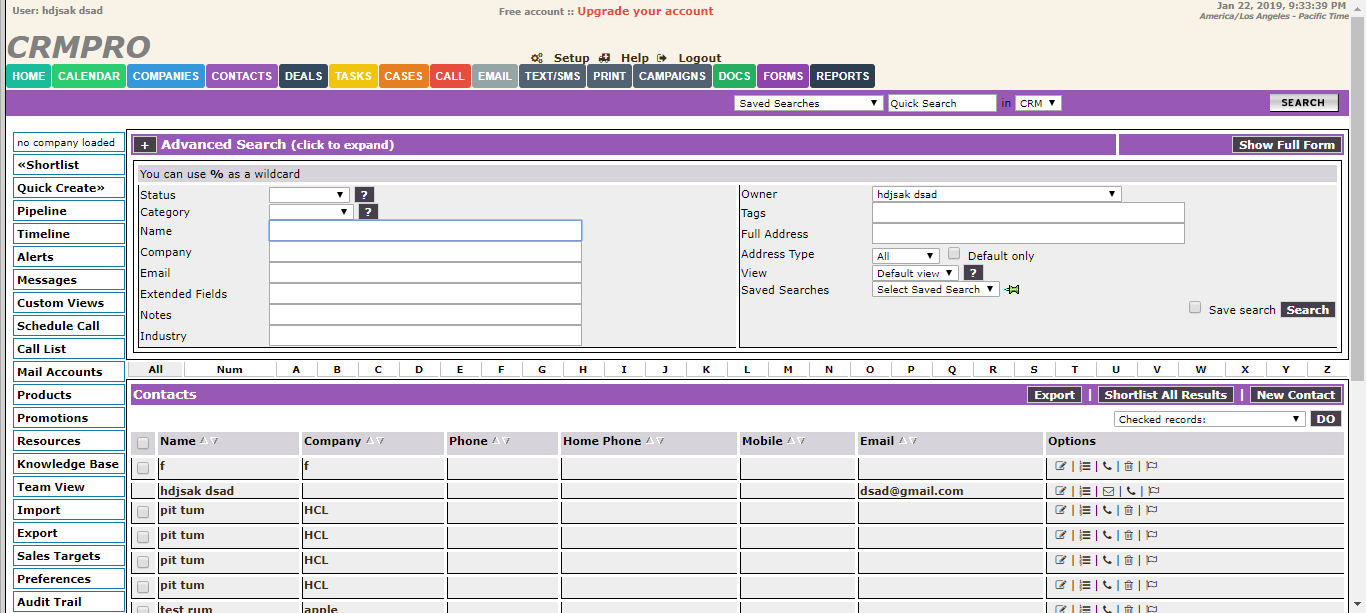 User: hdjsak dsad
Free account :: Upgrade your account
Jan 22, 2019, 9:33:39 PM
America/Los Angeles - Pacific Time
CRMPRO
Setup Help Logout
HOME CALENDAR COMPANIES CONTACTS DEALS TASKS CASES CALL EMAIL TEXT/SMS PRINT CAMPAIGNS DOCS FORMS REPORTS
Saved Searches Quick Search in CRM SEARCH
no company loaded
«Shortlist
Quick Create»
Pipeline
Timeline
Alerts
Messages
Custom Views
Schedule Call
Call List
Mail Accounts
Products
Promotions
Resources
Knowledge Base
Team View
Import
Export
Sales Targets
Preferences
Audit Trail
+ Advanced Search (click to expand) Show Full Form
You can use % as a wildcard
Status ?
Category ?
Name
Company
Email
Extended Fields
Notes
Industry
Owner hdjsak dsad
Tags
Full Address
Address Type All Default only
View Default view ?
Saved Searches Select Saved Search
Save search Search
All Num A B C D E F G H I J K L M N O P Q R S T U V W X Y Z
Contacts Export | Shortlist All Results | New Contact
Checked records: DO
Name Company Phone Home Phone Mobile Email Options
f f
hdjsak dsad dsad@gmail.com
pit tum HCL
pit tum HCL
pit tum HCL
pit tum HCL
test rum apple